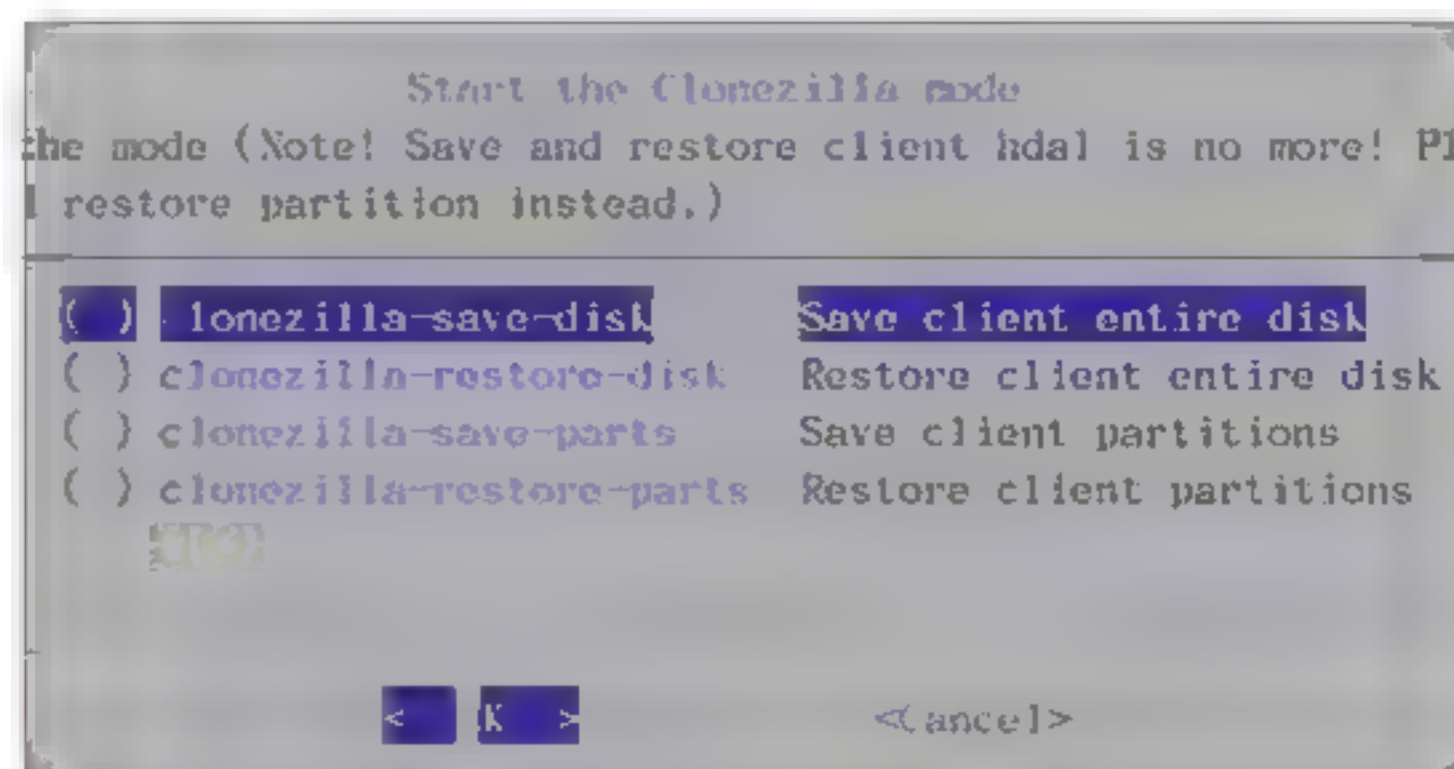 Start the Clonezilla mode
the mode (Note! Save and restore client hda1 is no more! Pl
restore partition instead.)
( ) lonezilla-save-disk Save client entire disk
( ) clonezilla-restore-disk Restore client entire disk
( ) clonezilla-save-parts Save client partitions
( ) clonezilla-restore-parts Restore client partitions
< K > <Cancel>